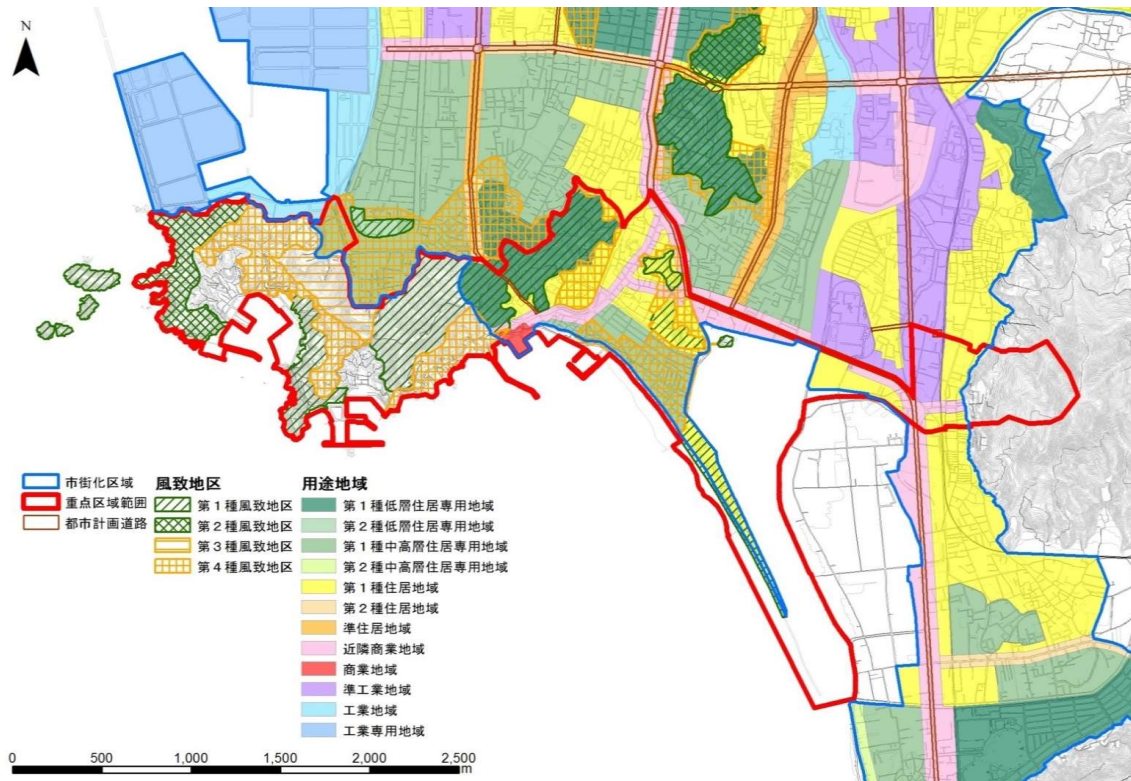 N
市街化区域
重点区域範囲
都市計画道路
風致地区
第1種風致地区
第2種風致地区
第3種風致地区
第4種風致地区
用途地域
第1種低層住居専用地域
第2種低層住居専用地域
第1種中高層住居専用地域
第2種中高層住居専用地域
第1種住居地域
第2種住居地域
準住居地域
近隣商業地域
商業地域
準工業地域
工業地域
工業専用地域
0 500 1,000 1,500 2,000 2,500
m